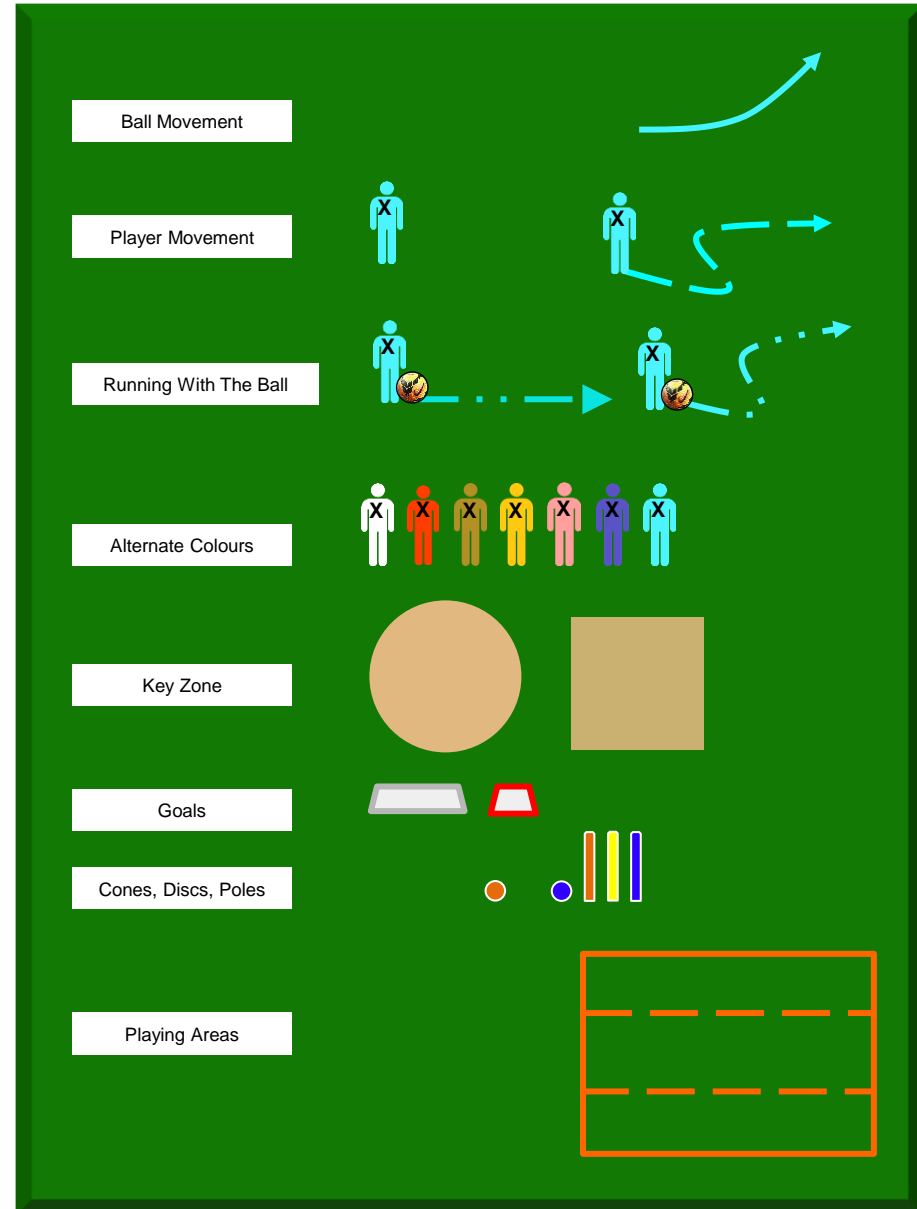 Ball Movement
Player Movement
X X
Running With The Ball
X X
Alternate Colours
X X X X X X X
Key Zone
Goals
Cones, Discs, Poles
Playing Areas